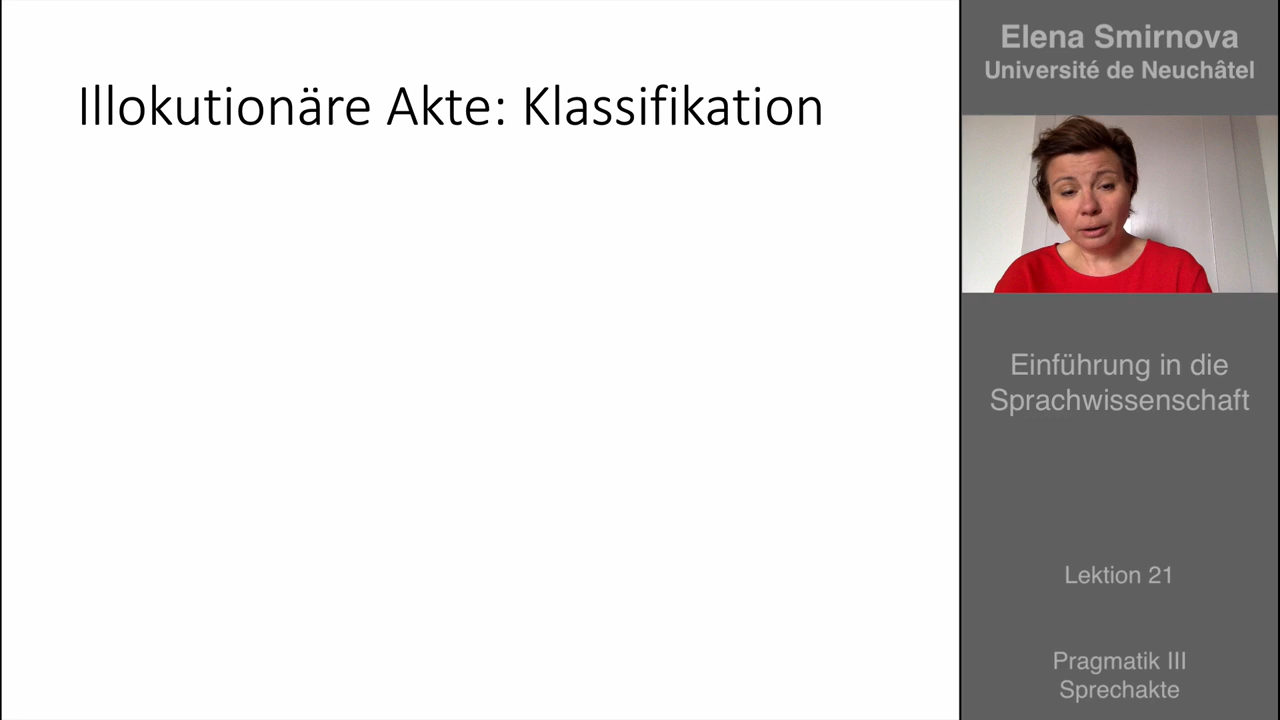 Illokutionäre Akte: Klassifikation
Elena Smirnova
Université de Neuchâtel
Einführung in die
Sprachwissenschaft
Lektion 21
Pragmatik III
Sprechakte